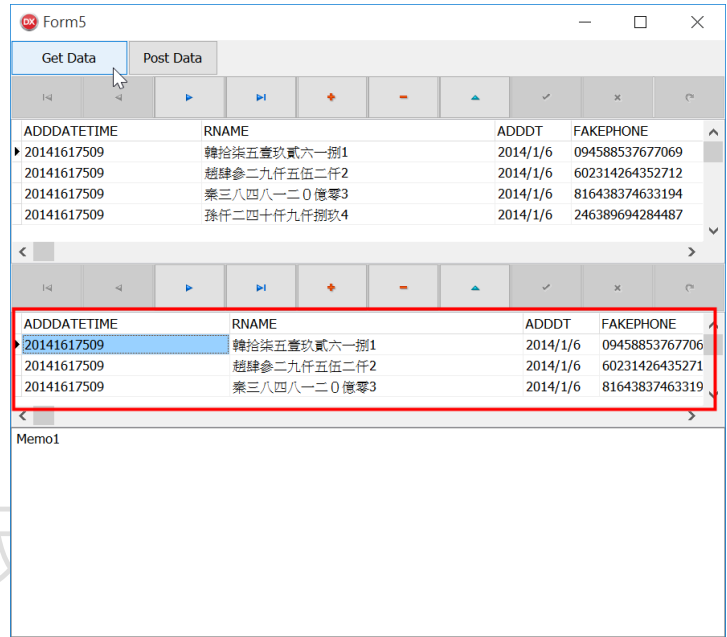 DX Form5
Get Data Post Data
ADDDATETIME RNAME ADDDT FAKEPHONE
20141617509 韓拾柒五壹玖貳六一捌1 2014/1/6 094588537677069
20141617509 趙肆參二九仟五伍二仟2 2014/1/6 602314264352712
20141617509 秦三八四八一二０億零3 2014/1/6 816438374633194
20141617509 孫仟二四十仟九仟捌玖4 2014/1/6 246389694284487
ADDDATETIME RNAME ADDDT FAKEPHONE
20141617509 韓拾柒五壹玖貳六一捌1 2014/1/6 09458853767706
20141617509 趙肆參二九仟五伍二仟2 2014/1/6 60231426435271
20141617509 秦三八四八一二０億零3 2014/1/6 81643837463319
Memo1